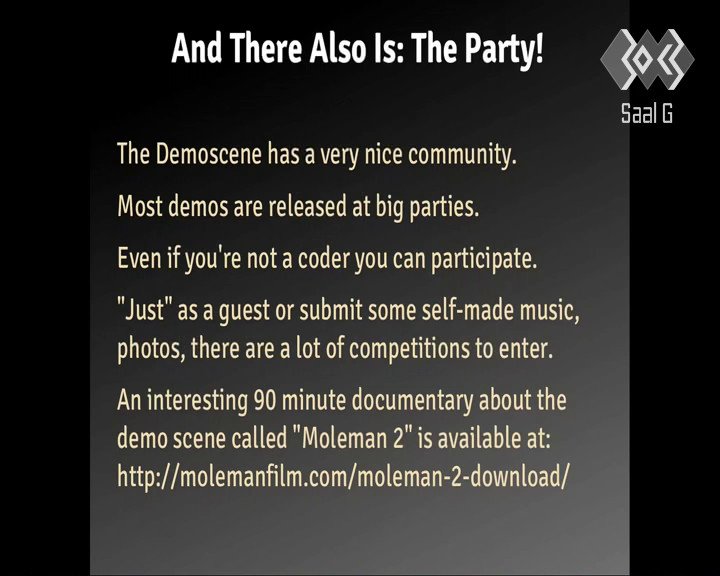 And There Also Is: The Party!
Saal G
The Demoscene has a very nice community.
Most demos are released at big parties.
Even if you're not a coder you can participate.
"Just" as a guest or submit some self-made music,
photos, there are a lot of competitions to enter.
An interesting 90 minute documentary about the
demo scene called "Moleman 2" is available at:
http://molemanfilm.com/moleman-2-download/